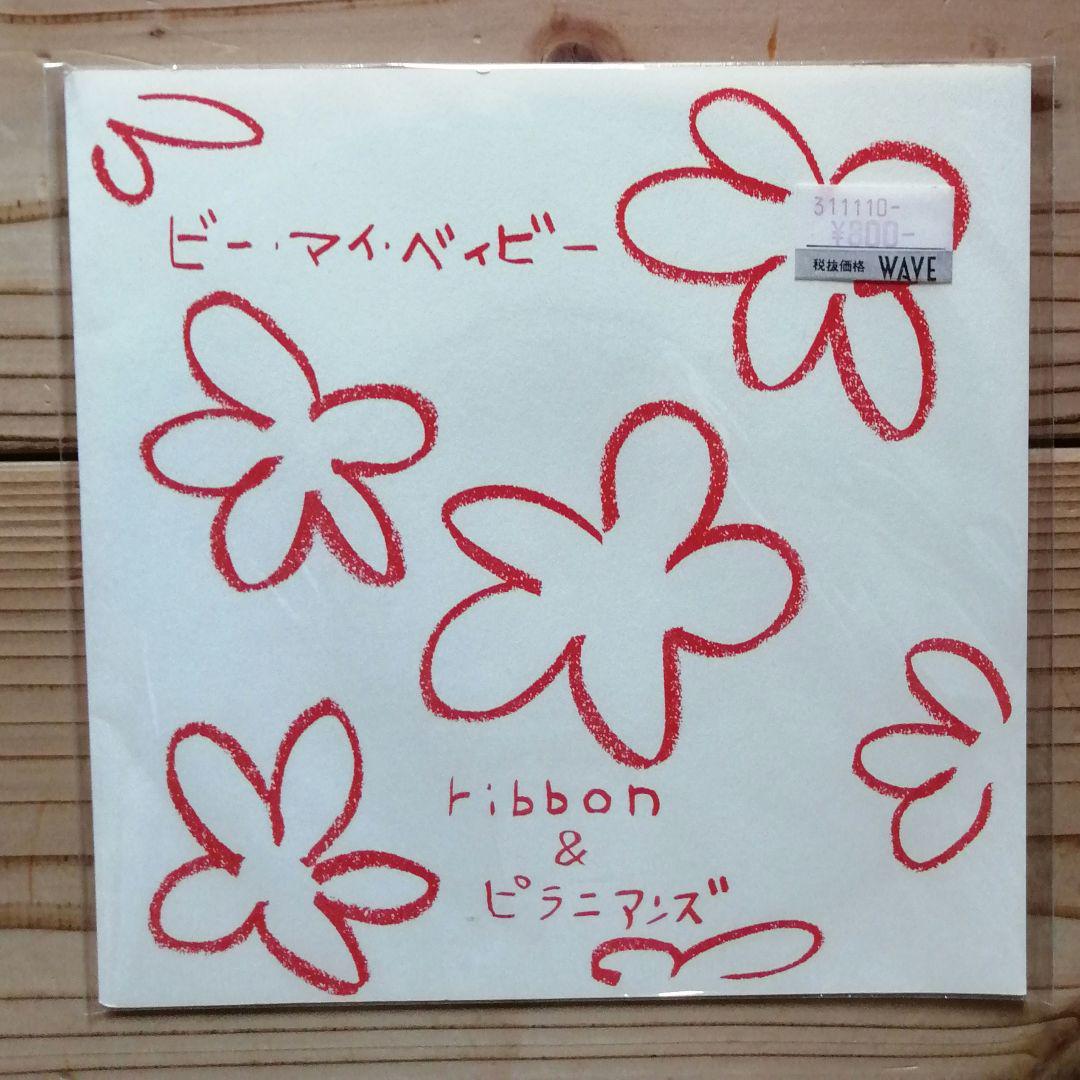 ビー・マイ・ベイビー
311110-
¥800-
税抜価格 WAVE
ribbon
&
ピラニアンズ